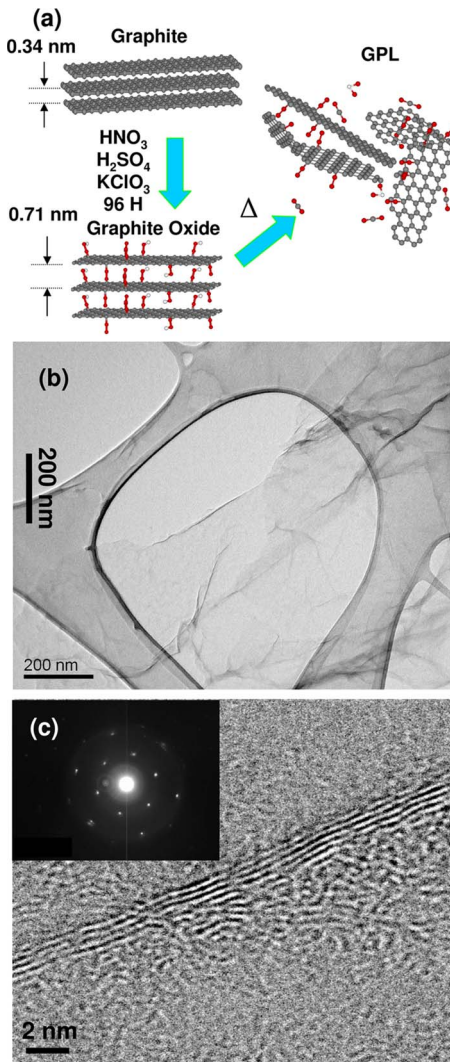 (a)
Graphite
0.34 nm
GPL
HNO₃
H₂SO₄
KClO₃
96 H
Δ
0.71 nm
Graphite Oxide
(b)
200 nm
200 nm
(c)
2 nm